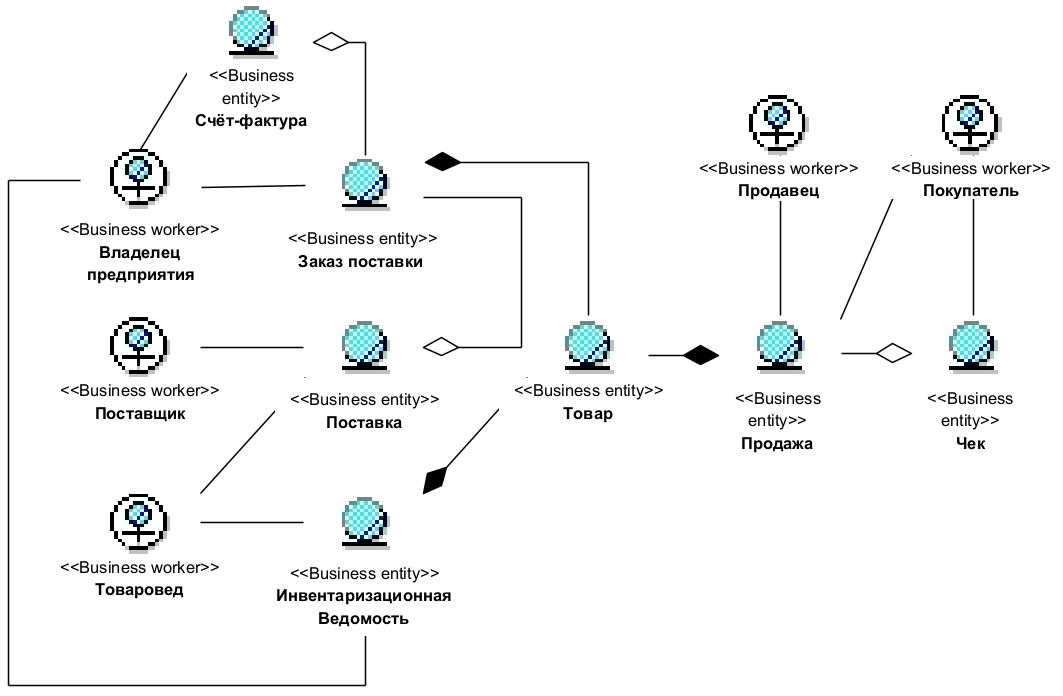 <<Business
entity>>
Счёт-фактура
<<Business worker>>
Продавец
<<Business worker>>
Покупатель
<<Business worker>>
Владелец
предприятия
<<Business entity>>
Заказ поставки
<<Business worker>>
Поставщик
<<Business entity>>
Поставка
<<Business entity>>
Товар
<<Business
entity>>
Продажа
<<Business
entity>>
Чек
<<Business worker>>
Товаровед
<<Business entity>>
Инвентаризационная
Ведомость